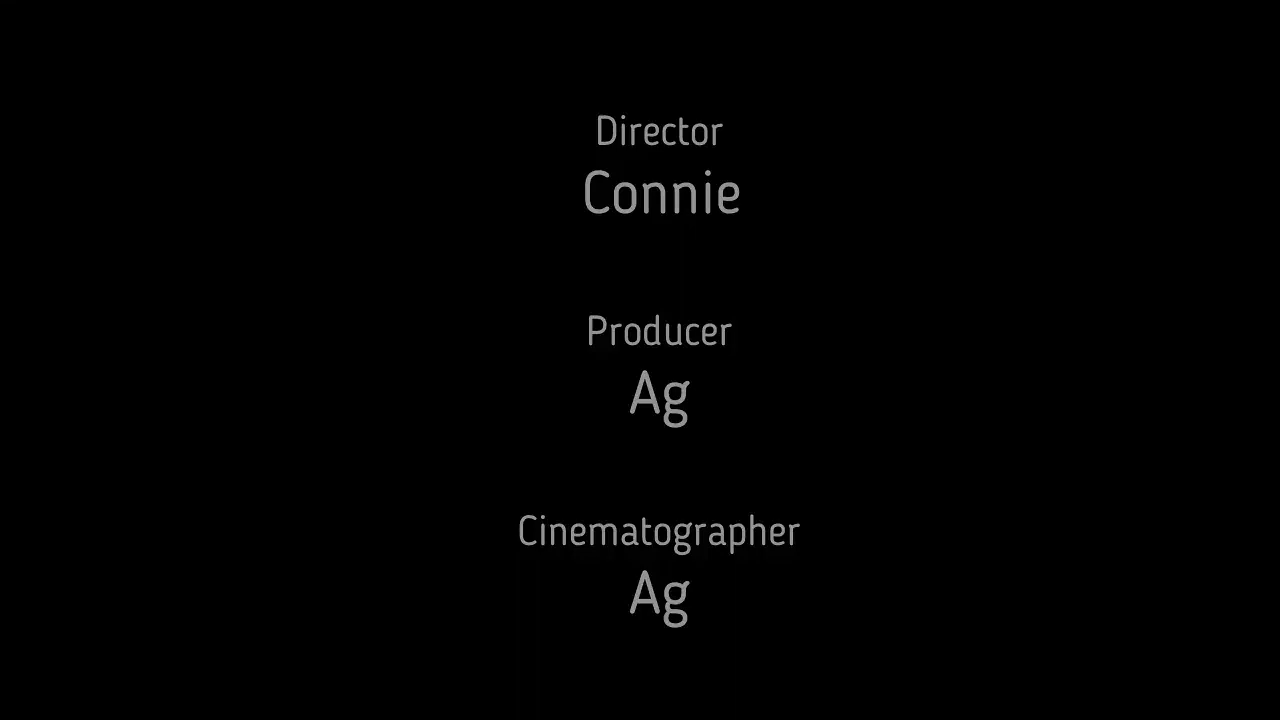 Director
Connie
Producer
Ag
Cinematographer
Ag